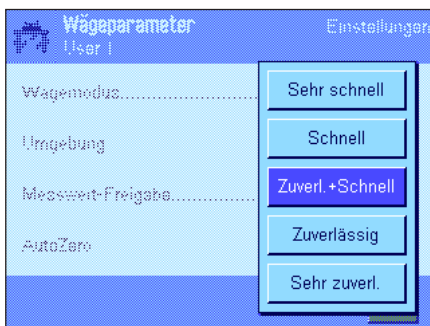 Wägeparameter
User 1
Einstellungen
Wägemodus
Umgebung
Messwert-Freigabe
AutoZero
Sehr schnell
Schnell
Zuverl.+Schnell
Zuverlässig
Sehr zuverl.